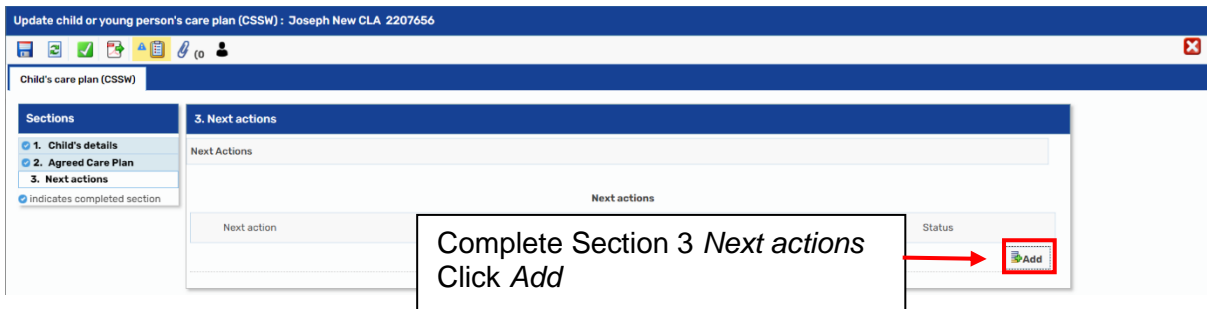 Update child or young person's care plan (CSSW) : Joseph New CLA 2207656
(0
Child's care plan (CSSW)
Sections
1. Child's details
2. Agreed Care Plan
3. Next actions
indicates completed section
3. Next actions
Next Actions
Next actions
Next action
Status
Add
Complete Section 3 Next actions
Click Add